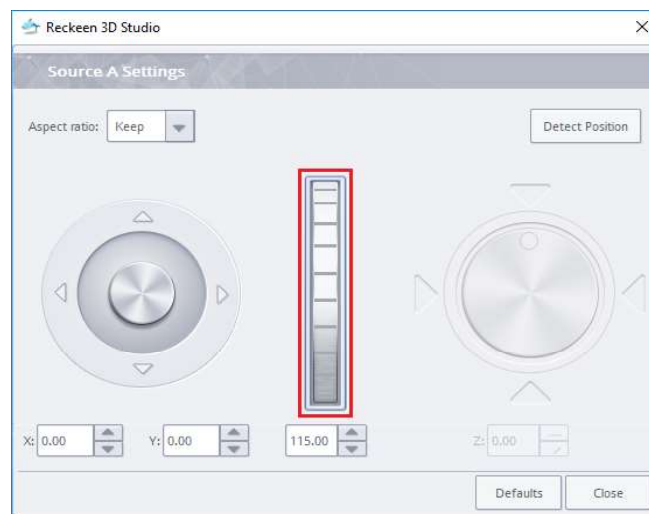 Reckeen 3D Studio
Source A Settings
Aspect ratio: Keep
Detect Position
X: 0.00 Y: 0.00 115.00 Z: 0.00
Defaults Close